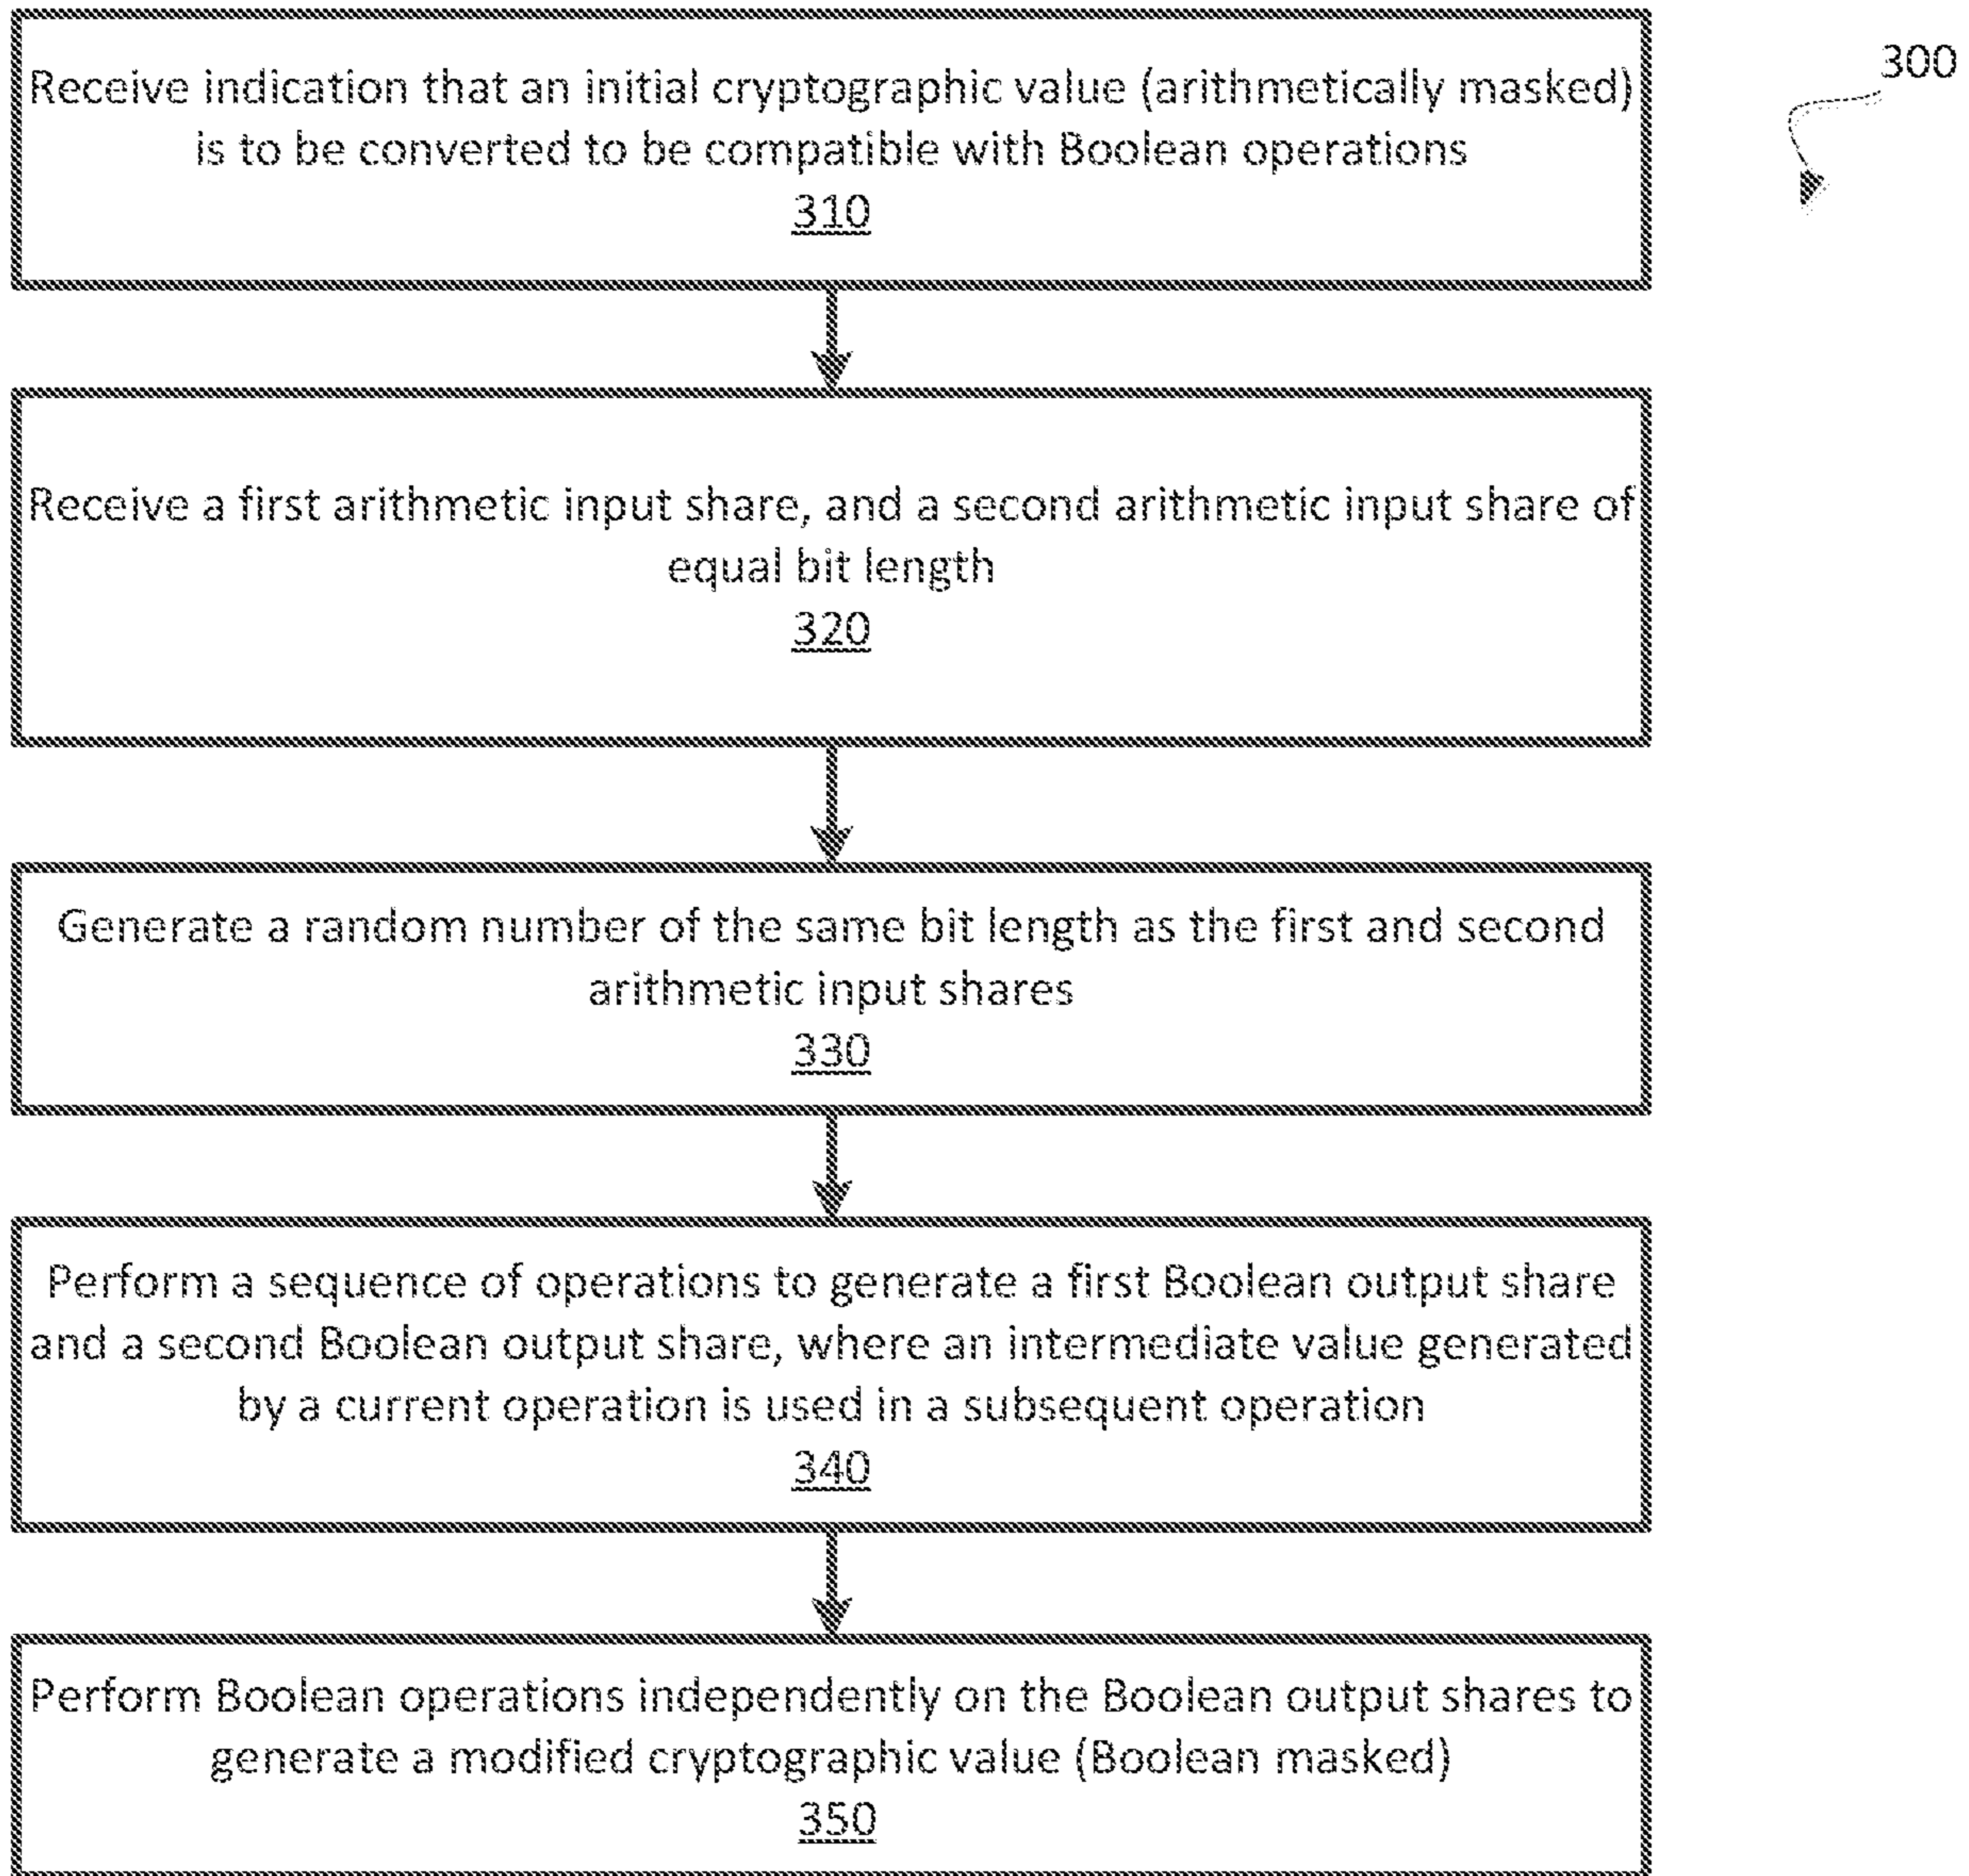 300
Receive indication that an initial cryptographic value (arithmetically masked)
is to be converted to be compatible with Boolean operations
310
Receive a first arithmetic input share, and a second arithmetic input share of
equal bit length
320
Generate a random number of the same bit length as the first and second
arithmetic input shares
330
Perform a sequence of operations to generate a first Boolean output share
and a second Boolean output share, where an intermediate value generated
by a current operation is used in a subsequent operation
340
Perform Boolean operations independently on the Boolean output shares to
generate a modified cryptographic value (Boolean masked)
350